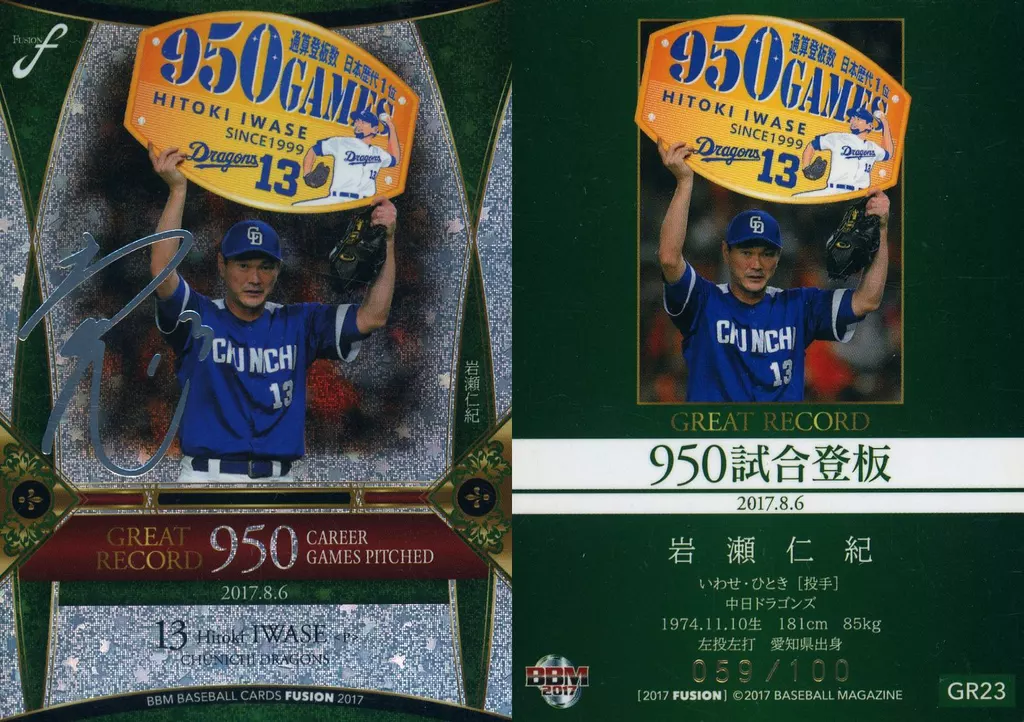 FUSION f
950
通算登板数 日本歴代1位
GAMES
HITOKI IWASE
SINCE1999
Dragons 13
Dragons
GD
CHUNICHI
13
岩瀬仁紀
GREAT RECORD 950 CAREER GAMES PITCHED
2017.8.6
13 Hitoki IWASE <P>
CHUNICHI DRAGONS
BBM BASEBALL CARDS FUSION 2017
950
通算登板数 日本歴代1位
GAMES
HITOKI IWASE
SINCE1999
Dragons 13
Dragons
GD
CHUNICHI
13
GREAT RECORD
950試合登板
2017.8.6
岩瀬仁紀
いわせ・ひとき [投手]
中日ドラゴンズ
1974.11.10生 181cm 85kg
左投左打 愛知県出身
059/100
BBM 2017
[2017 FUSION] ©2017 BASEBALL MAGAZINE
GR23